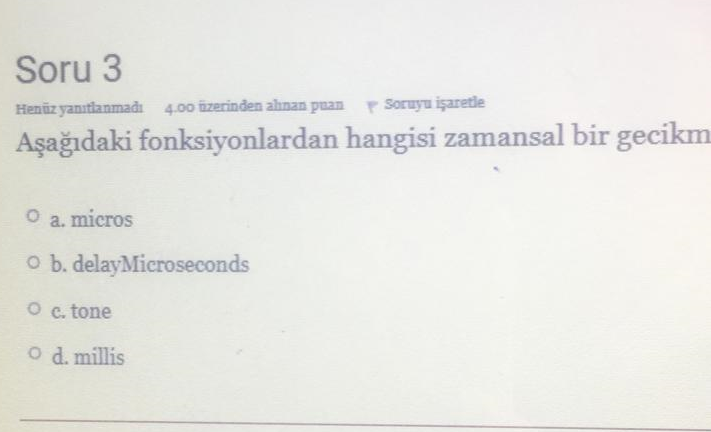 Soru 3
Henüz yanıtlanmadı 4.00 üzerinden alınan puan Soruyu işaretle
Aşağıdaki fonksiyonlardan hangisi zamansal bir gecikm
a. micros
b. delayMicroseconds
c. tone
d. millis